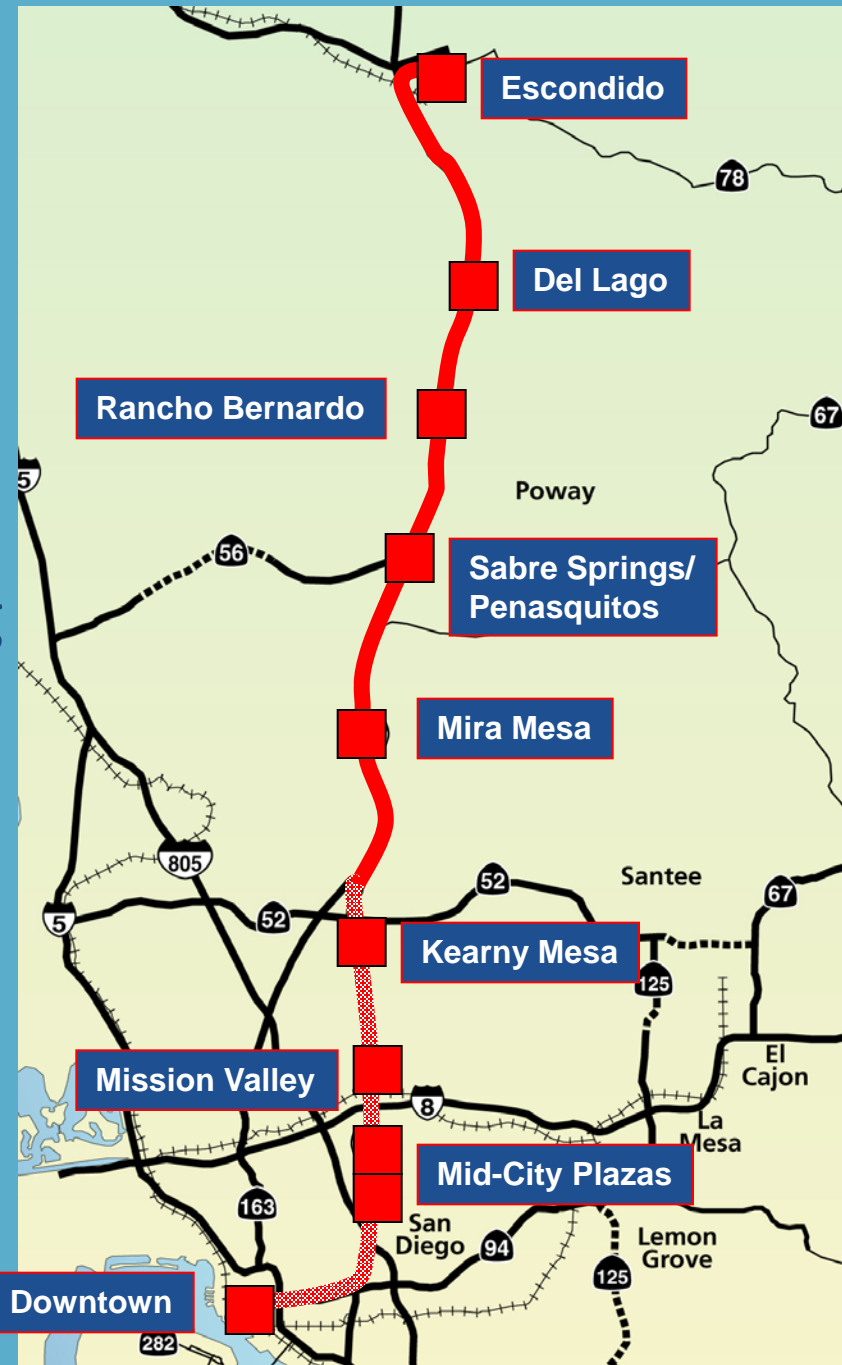 Escondido
78
Del Lago
Rancho Bernardo
67
5
Poway
56
Sabre Springs/
Penasquitos
Mira Mesa
805
52
Santee
67
5
52
Kearny Mesa
125
El
Cajon
Mission Valley
8
La
Mesa
Mid-City Plazas
163
San
Diego
94
Lemon
Grove
125
Downtown
282